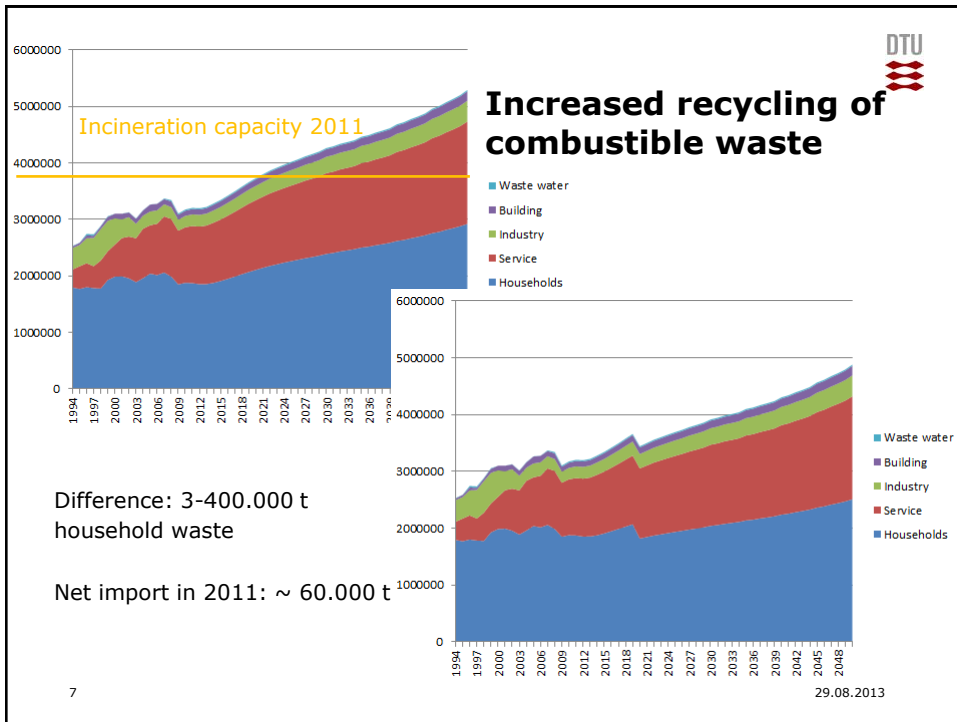 DTU
Increased recycling of
combustible waste
6000000
5000000
4000000
3000000
2000000
1000000
0
Incineration capacity 2011
1994
1997
2000
2003
2006
2009
2012
2015
2018
2021
2024
2027
2030
2033
2036
Waste water
Building
Industry
Service
Households
6000000
5000000
4000000
3000000
2000000
1000000
0
1994
1997
2000
2003
2006
2009
2012
2015
2018
2021
2024
2027
2030
2033
2036
2039
2042
2045
2048
Waste water
Building
Industry
Service
Households
Difference: 3-400.000 t
household waste
Net import in 2011: ~ 60.000 t
7
29.08.2013